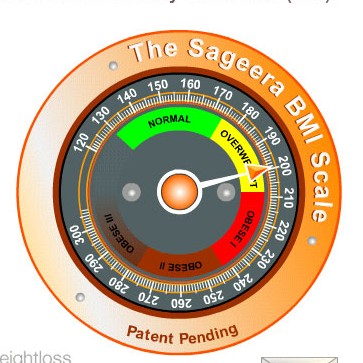 The Sageera BMI Scale
120
130
140
150
160
170
180
190
200
210
220
230
240
250
260
270
280
290
300
NORMAL
OVERWEIGHT
OBESE I
OBESE II
OBESE III
Patent Pending
eightloss